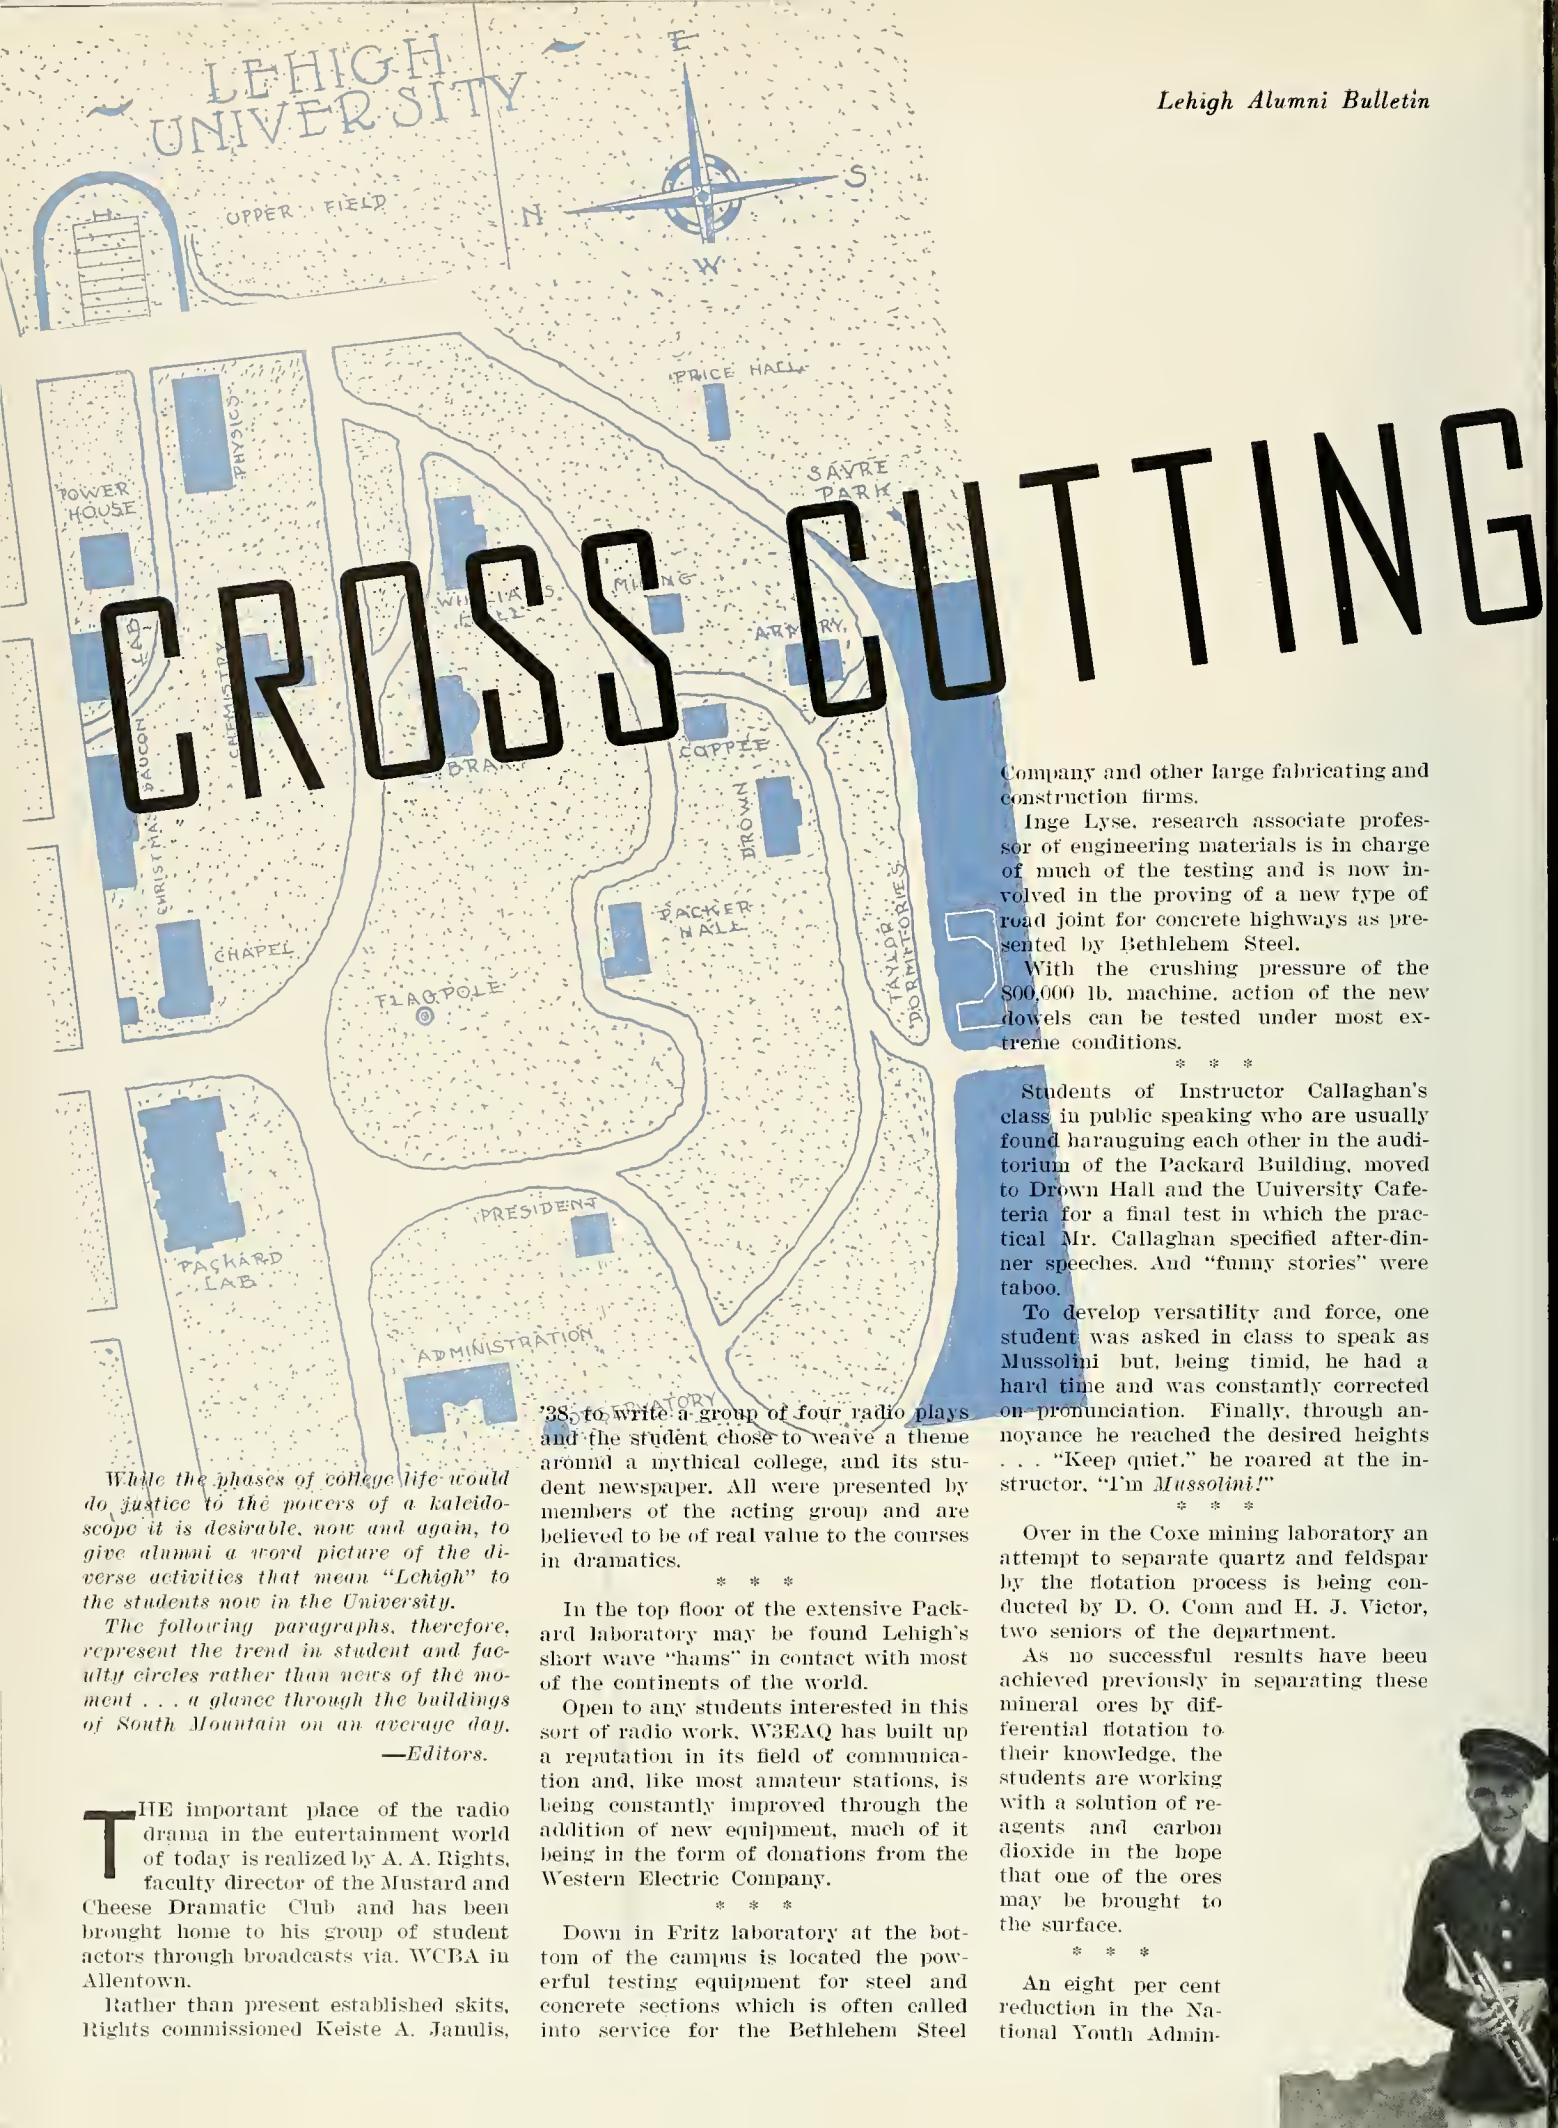 LEHIGH
UNIVERSITY
E
N
S
W
Lehigh Alumni Bulletin
UPPER FIELD
PRICE HALL
PHYSICS
SAYRE
PARK
POWER
HOUSE
CROSS CUTTING
WILLIAMS
MINING
ARMORY
LAB
CHEMISTRY
LIBRARY
COPPEE
DROWN
CHRISTMAS SAUCON
PACKER
HALL
TAYLOR
DORMITORIES
CHAPEL
FLAGPOLE
PRESIDENT
PACKARD
LAB
ADMINISTRATION
OBSERVATORY
While the phases of college life would
do justice to the powers of a kaleido-
scope it is desirable, now and again, to
give alumni a word picture of the di-
verse activities that mean "Lehigh" to
the students now in the University.
The following paragraphs, therefore,
represent the trend in student and fac-
ulty circles rather than news of the mo-
ment . . . a glance through the buildings
of South Mountain on an average day.
—Editors.
THE important place of the radio
drama in the entertainment world
of today is realized by A. A. Rights,
faculty director of the Mustard and
Cheese Dramatic Club and has been
brought home to his group of student
actors through broadcasts via. WCBA in
Allentown.
Rather than present established skits,
Rights commissioned Keiste A. Janulis,
'38, to write a group of four radio plays
and the student chose to weave a theme
around a mythical college, and its stu-
dent newspaper. All were presented by
members of the acting group and are
believed to be of real value to the courses
in dramatics.
* * *
In the top floor of the extensive Pack-
ard laboratory may be found Lehigh's
short wave "hams" in contact with most
of the continents of the world.
Open to any students interested in this
sort of radio work, W3EAQ has built up
a reputation in its field of communica-
tion and, like most amateur stations, is
being constantly improved through the
addition of new equipment, much of it
being in the form of donations from the
Western Electric Company.
* * *
Down in Fritz laboratory at the bot-
tom of the campus is located the pow-
erful testing equipment for steel and
concrete sections which is often called
into service for the Bethlehem Steel
Company and other large fabricating and
construction firms.
Inge Lyse, research associate profes-
sor of engineering materials is in charge
of much of the testing and is now in-
volved in the proving of a new type of
road joint for concrete highways as pre-
sented by Bethlehem Steel.
With the crushing pressure of the
800,000 lb. machine, action of the new
dowels can be tested under most ex-
treme conditions.
* * *
Students of Instructor Callaghan's
class in public speaking who are usually
found haranguing each other in the audi-
torium of the Packard Building, moved
to Drown Hall and the University Cafe-
teria for a final test in which the prac-
tical Mr. Callaghan specified after-din-
ner speeches. And "funny stories" were
taboo.
To develop versatility and force, one
student was asked in class to speak as
Mussolini but, being timid, he had a
hard time and was constantly corrected
on pronunciation. Finally, through an-
noyance he reached the desired heights
. . . "Keep quiet," he roared at the in-
structor, "I'm Mussolini!"
* * *
Over in the Coxe mining laboratory an
attempt to separate quartz and feldspar
by the flotation process is being con-
ducted by D. O. Conn and H. J. Victor,
two seniors of the department.
As no successful results have been
achieved previously in separating these
mineral ores by dif-
ferential flotation to
their knowledge, the
students are working
with a solution of re-
agents and carbon
dioxide in the hope
that one of the ores
may be brought to
the surface.
* * *
An eight per cent
reduction in the Na-
tional Youth Admin-